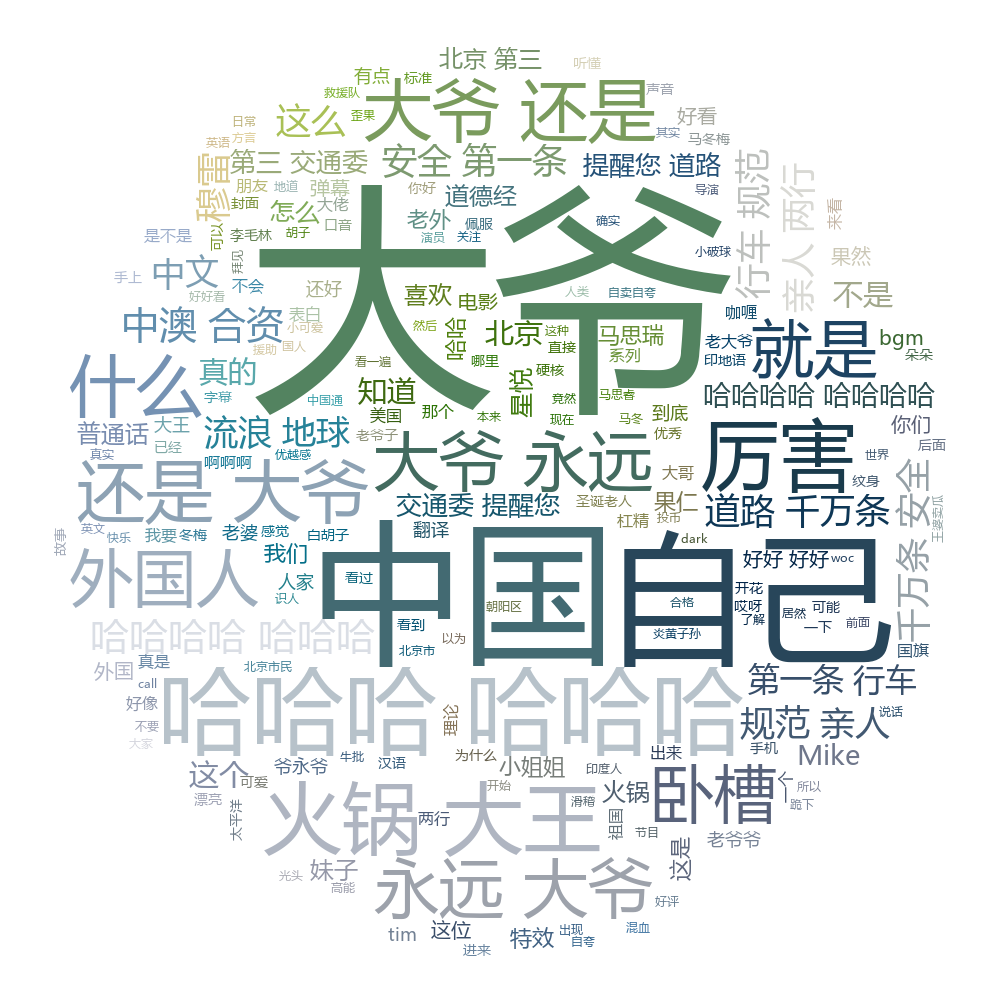 北京 第三
听懂
有点
标准
救援队
大爷 还是
声音
歪果
这么
好看
日常
其实
马冬梅
英语
方言
第三 交通委
安全 第一条
提醒您 道路
行车 规范
亲人 两行
穆雷
朋友
地道
弹幕
你好
道德经
导演
封面
大佬
怎么
老外
佩服
确实
来看
可以
李毛林
胡子
口音
演员
关注
是不是
小破球
果然
拜见
大爷
手上
中文
不会
还好
喜欢
电影
人类
自卖自夸
不是
好好看
表白
中澳 合资
小可爱
然后
哈哈
北京
这种
马思瑞
咖喱
就是
bgm
援助
国人
哪里
直接
系列
老大爷
印地语
朵朵
什么
真的
看一遍
硬核
字幕
中国通
知道
星悦
竟然
马思睿
哈哈哈哈 哈哈哈哈
美国
那个
本来
现在
马冬
到底
你们
大王
流浪 地球
普通话
老爷子
优秀
后面
已经
真实
啊啊啊
优越感
大爷 永远
厉害
世界
还是 大爷
大哥
纹身
千万条 安全
交通委 提醒您
圣诞老人
果仁
道路 千万条
王婆卖瓜
英文
快乐
我要
冬梅
老婆
感觉
白胡子
翻译
杠精
投币
故事
dark
外国人
我们
中国
自己
好好 好好
woc
人家
识人
看过
开花
朝阳区
合格
哎呀
居然
可能
了解
一下
前面
哈哈哈哈 哈哈哈
看到
以为
炎黄子孙
北京市
国旗
外国
真是
北京市民
call
哈哈哈 哈哈哈
第一条 行车
好像
不要
理论
规范 亲人
说话
大家
为什么
出来
手机
这个
可爱
爷永爷
牛批
汉语
小姐姐
印度人
Mike
开始
卧槽
个
所以
漂亮
火锅 大王
滑稽
火锅
跪下
太平洋
两行
祖国
节目
老爷爷
这是
光头
妹子
高能
永远 大爷
好评
tim
这位
特效
出现
自夸
混血
进来